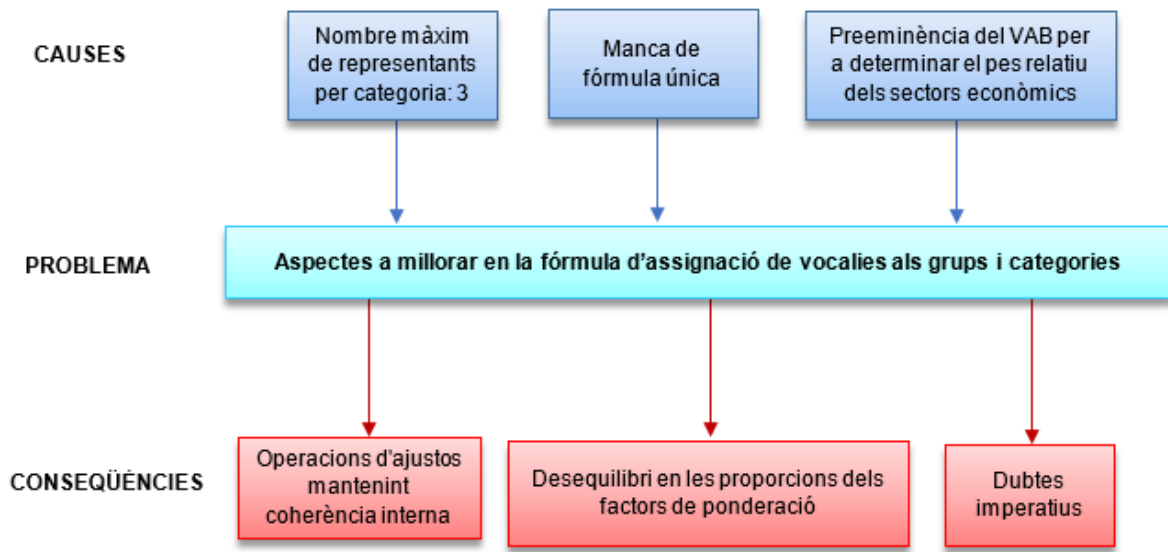 CAUSES
Nombre màxim
de representants
per categoria: 3
Manca de
fórmula única
Preeminència del VAB per
a determinar el pes relatiu
dels sectors econòmics
PROBLEMA
Aspectes a millorar en la fórmula d'assignació de vocalies als grups i categories
CONSEQÜÉNCIES
Operacions d'ajustos
mantenint
coherència interna
Desequilibri en les proporcions dels
factors de ponderació
Dubtes
imperatius